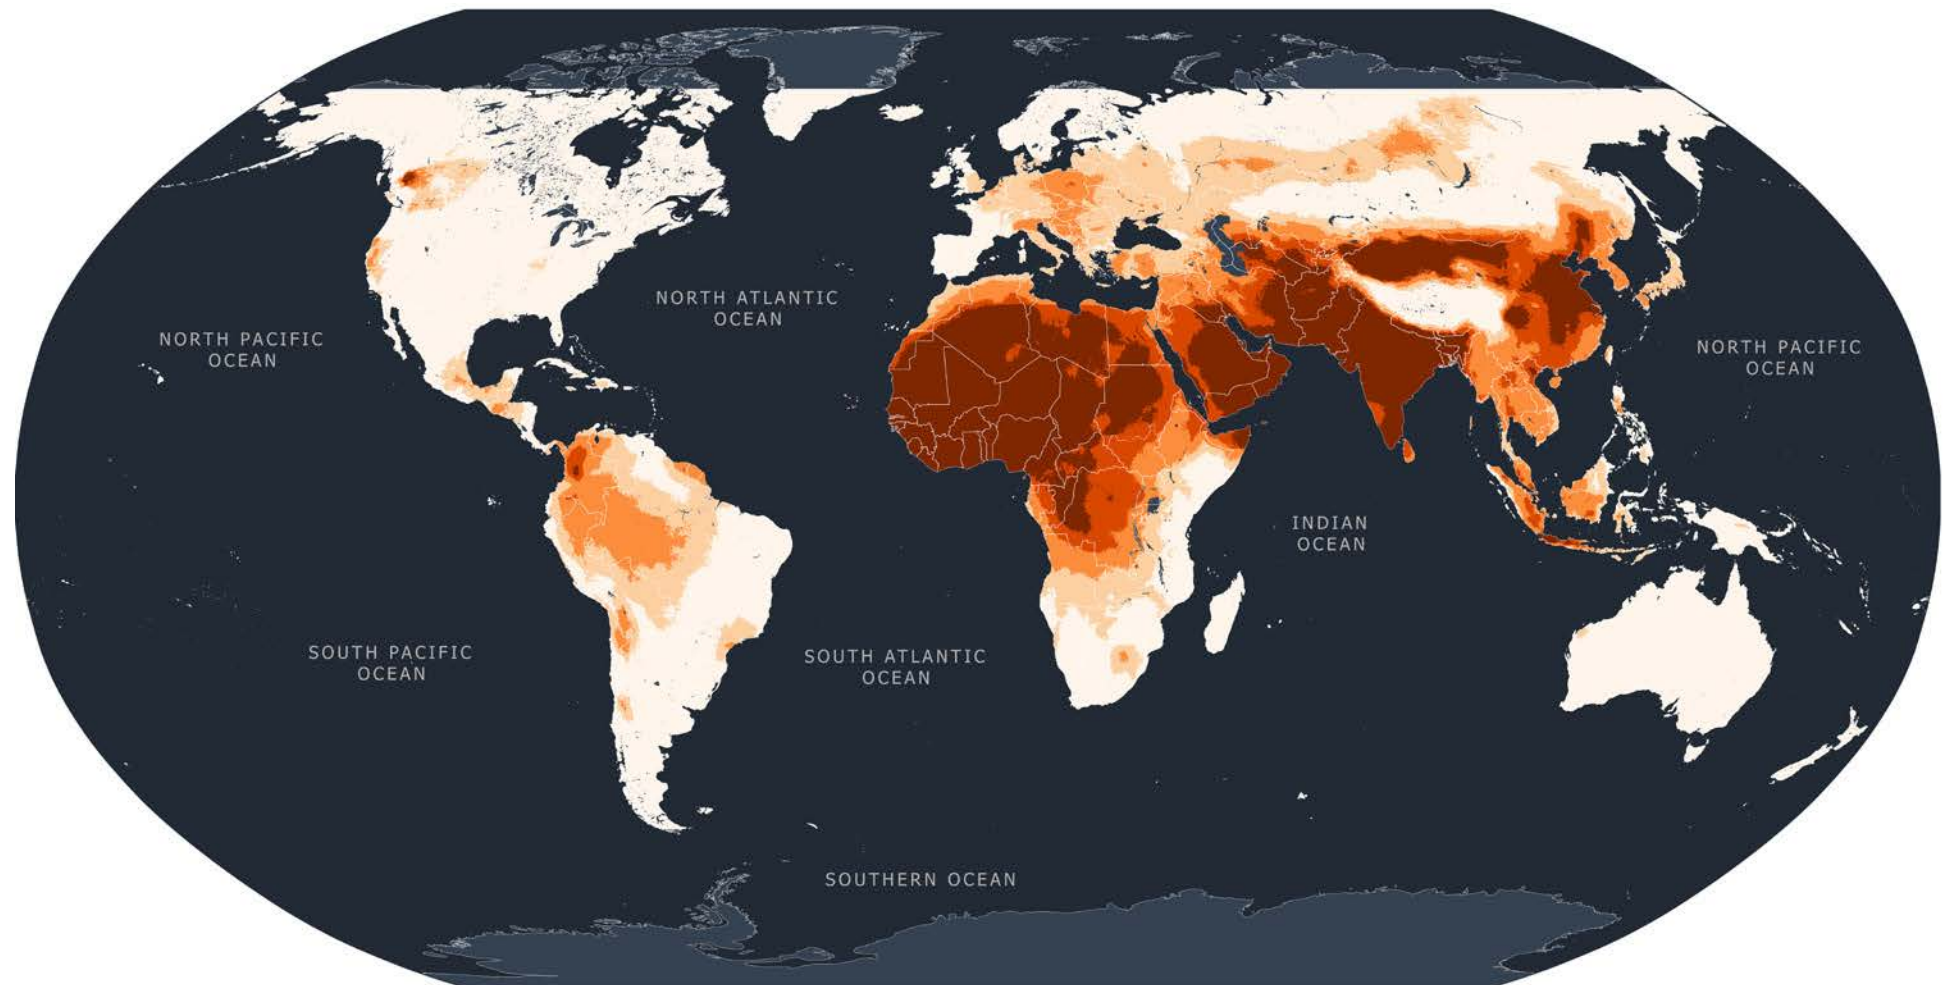 NORTH ATLANTIC
OCEAN
NORTH PACIFIC
OCEAN
NORTH PACIFIC
OCEAN
INDIAN
OCEAN
SOUTH PACIFIC
OCEAN
SOUTH ATLANTIC
OCEAN
SOUTHERN OCEAN